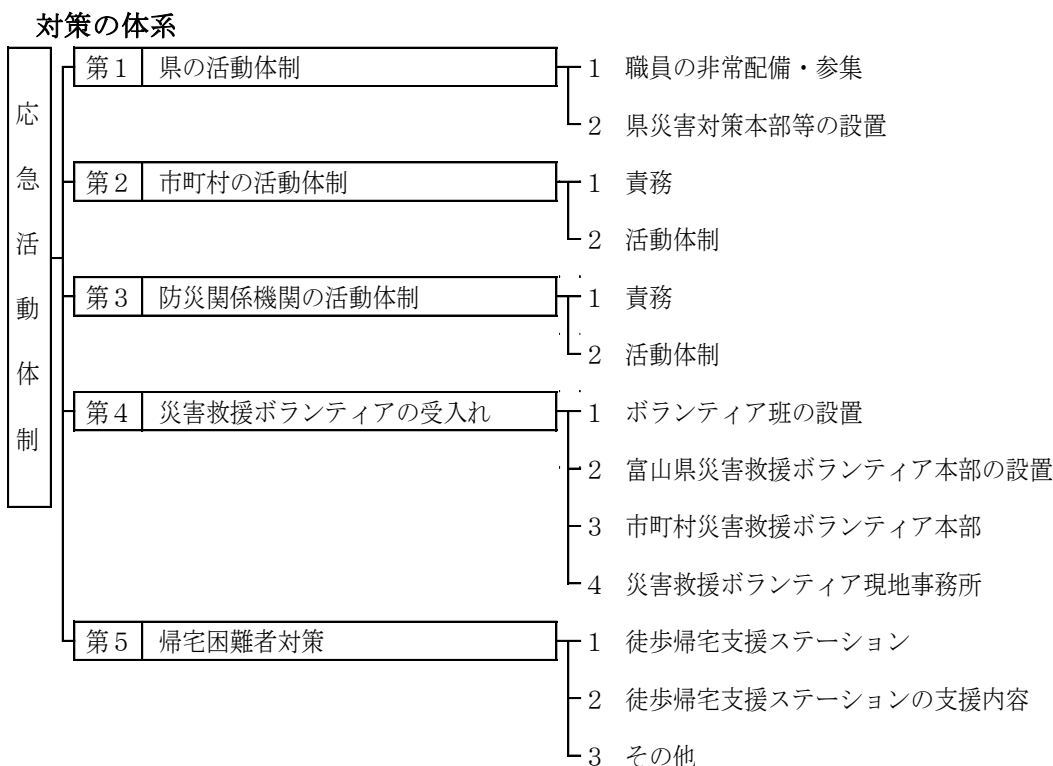 対策の体系
応急活動体制
第1 県の活動体制
1 職員の非常配備・参集
2 県災害対策本部等の設置
第2 市町村の活動体制
1 責務
2 活動体制
第3 防災関係機関の活動体制
1 責務
2 活動体制
第4 災害救援ボランティアの受入れ
1 ボランティア班の設置
2 富山県災害救援ボランティア本部の設置
3 市町村災害救援ボランティア本部
4 災害救援ボランティア現地事務所
第5 帰宅困難者対策
1 徒歩帰宅支援ステーション
2 徒歩帰宅支援ステーションの支援内容
3 その他